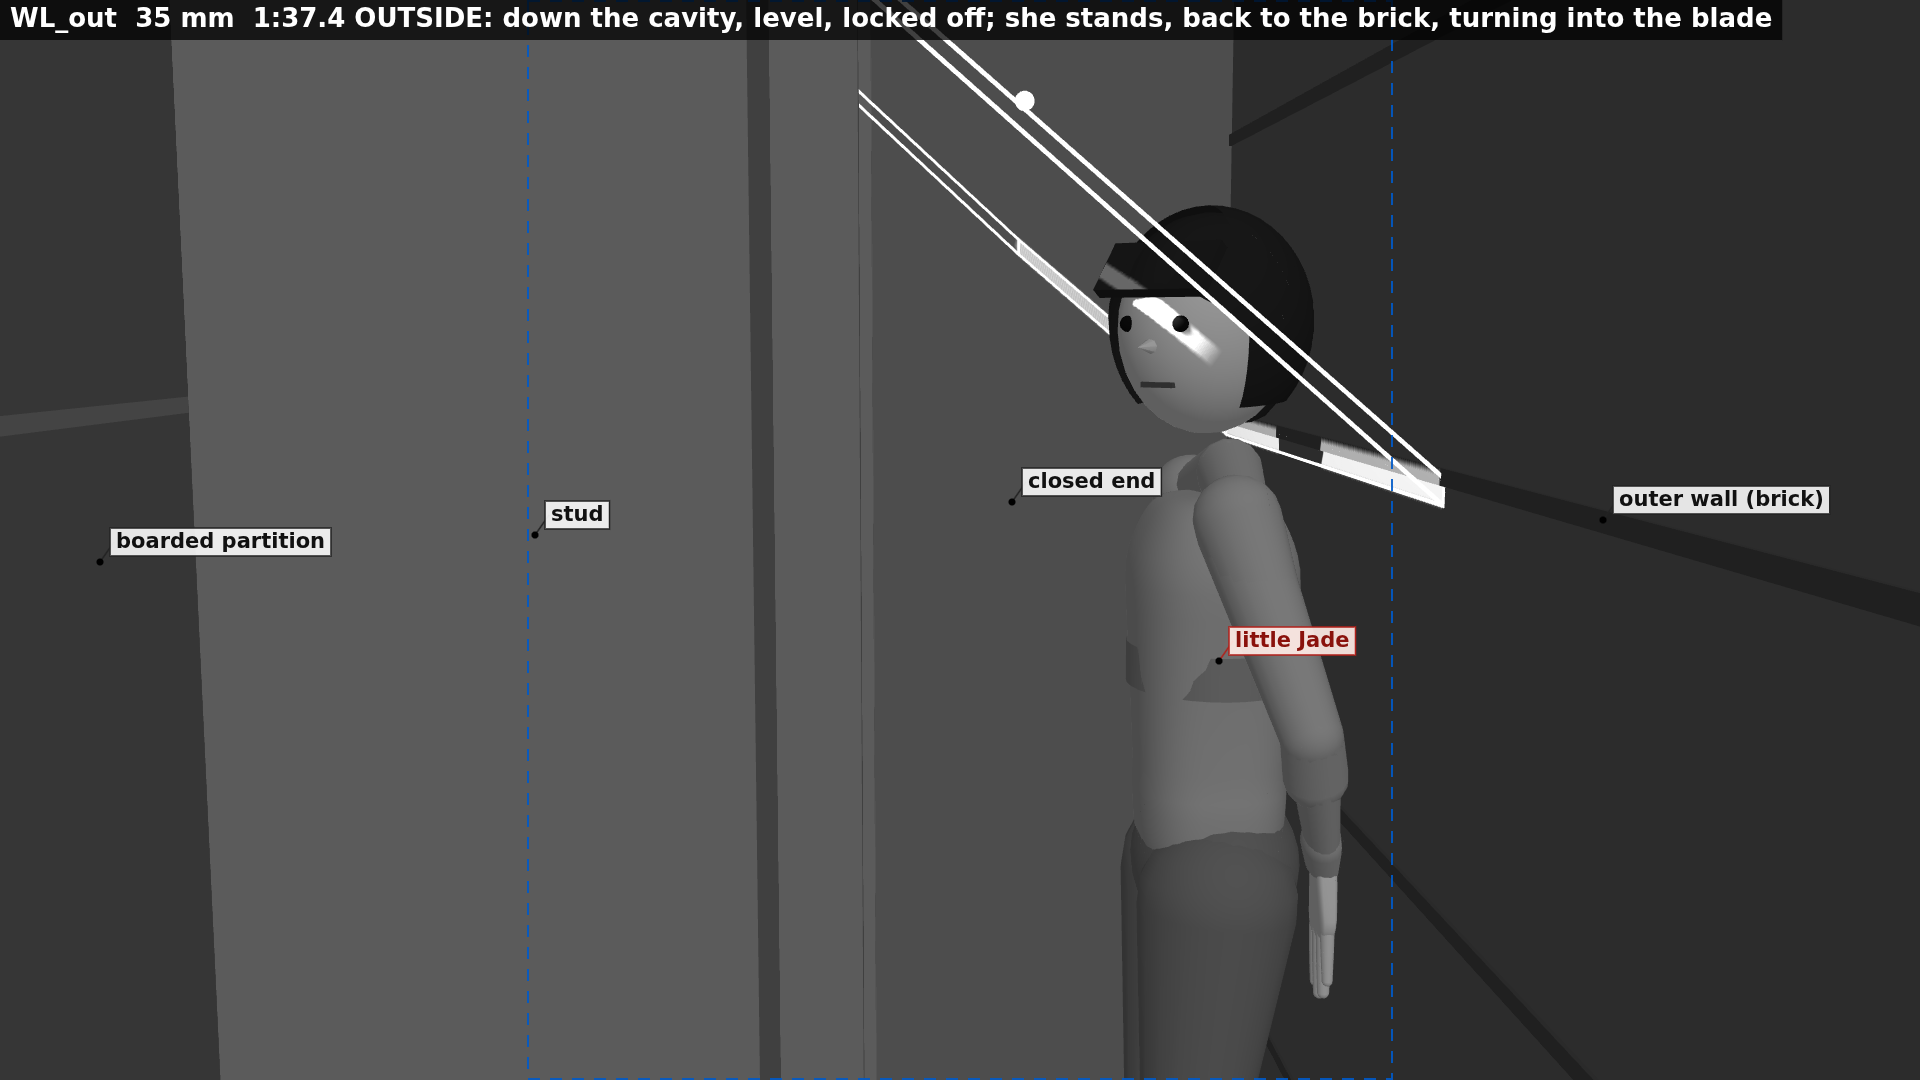 WL_out 35 mm 1:37.4 OUTSIDE: down the cavity, level, locked off; she stands, back to the brick, turning into the blade
closed end
outer wall (brick)
stud
boarded partition
little Jade